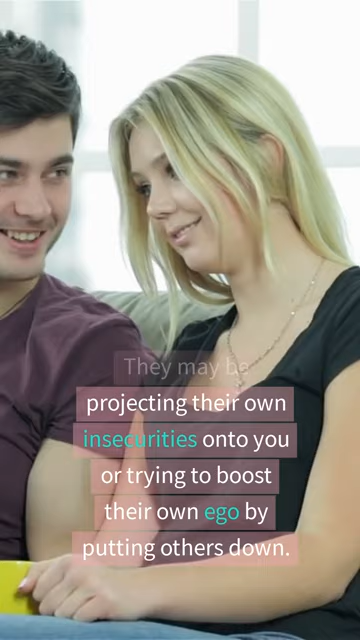 They may be
projecting their own
insecurities onto you
or trying to boost
their own ego by
putting others down.